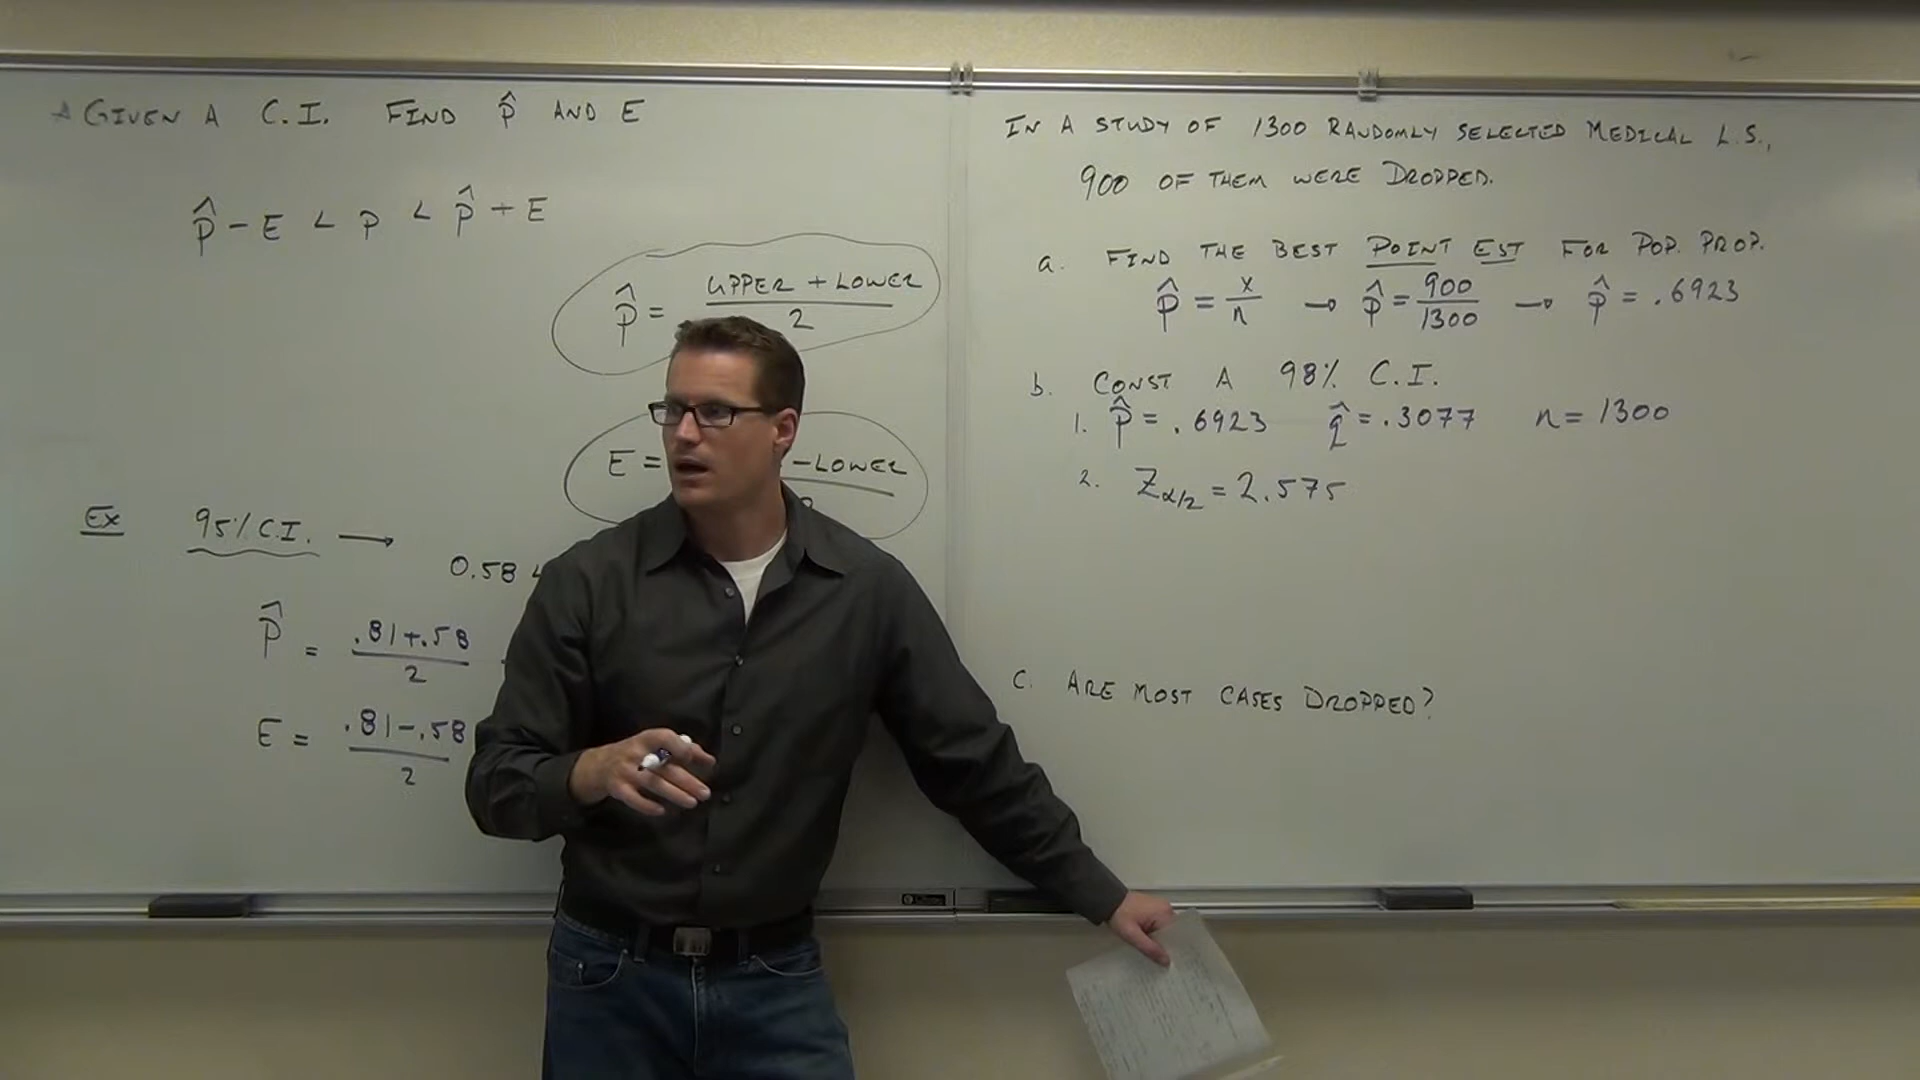 GIVEN A C.I. FIND p̂ AND E
p̂ - E < p < p̂ + E
p̂ = UPPER + LOWER / 2
E = - LOWER
EX 95% C.I. →
0.58 <
p̂ = .81+.58 / 2
E = .81-.58 / 2
IN A STUDY OF 1300 RANDOMLY SELECTED MEDICAL L.S.,
900 OF THEM WERE DROPPED.
a. FIND THE BEST POINT EST FOR POP. PROP.
p̂ = x/n → p̂ = 900/1300 → p̂ = .6923
b. CONST A 98% C.I.
1. p̂ = .6923 q̂ = .3077 n = 1300
2. Zα/2 = 2.575
C. ARE MOST CASES DROPPED?